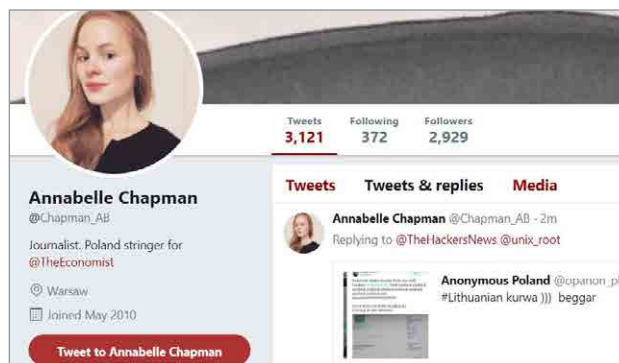 Tweets Following Followers
3,121 372 2,929
Annabelle Chapman
@Chapman_AB
Journalist. Poland stringer for
@TheEconomist
Warsaw
Joined May 2010
Tweet to Annabelle Chapman
Tweets Tweets & replies Media
Annabelle Chapman @Chapman_AB - 2m
Replying to @TheHackersNews @unix_root
Anonymous Poland @opanon_pl
#Lithuanian kurwa ))) beggar